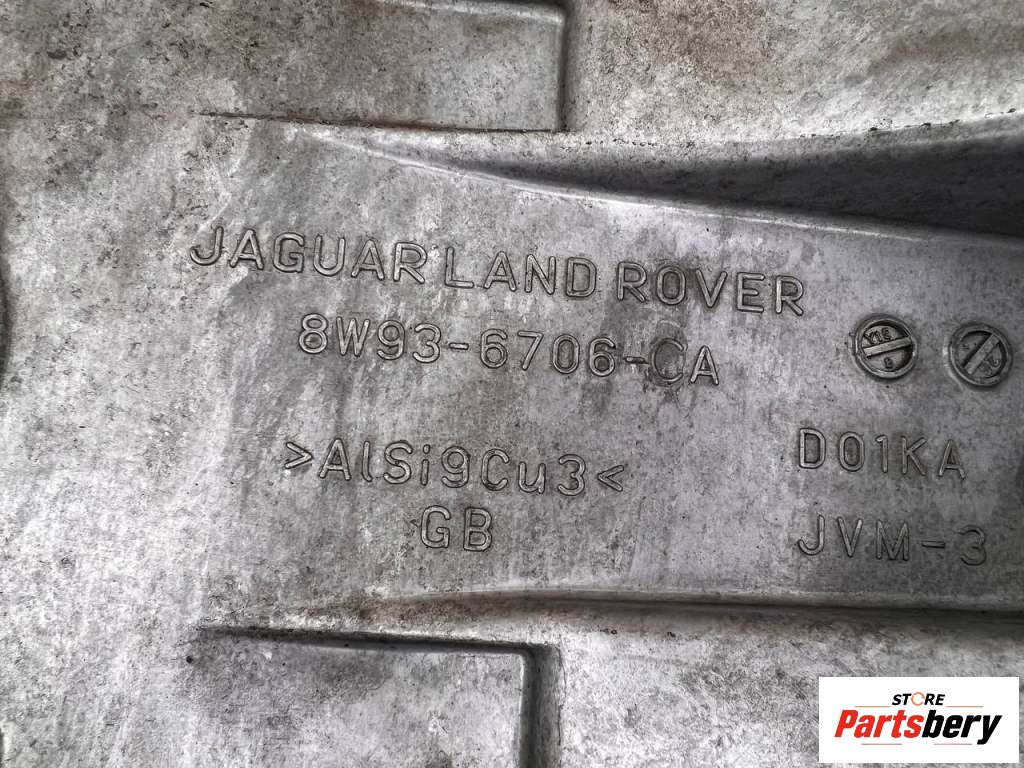 JAGUAR LAND ROVER
8W93-6706-CA
>AlSi9Cu3<
GB
D01KA
JVM-3
STORE
Partsbery